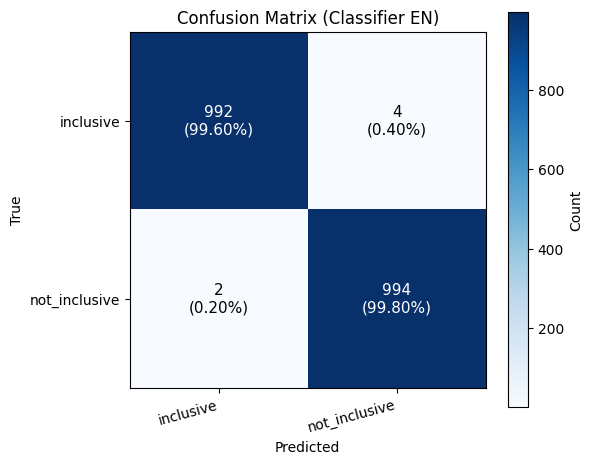 Confusion Matrix (Classifier EN)
inclusive
992
(99.60%)
4
(0.40%)
True
not_inclusive
2
(0.20%)
994
(99.80%)
inclusive
not_inclusive
Predicted
800
600
400
200
Count